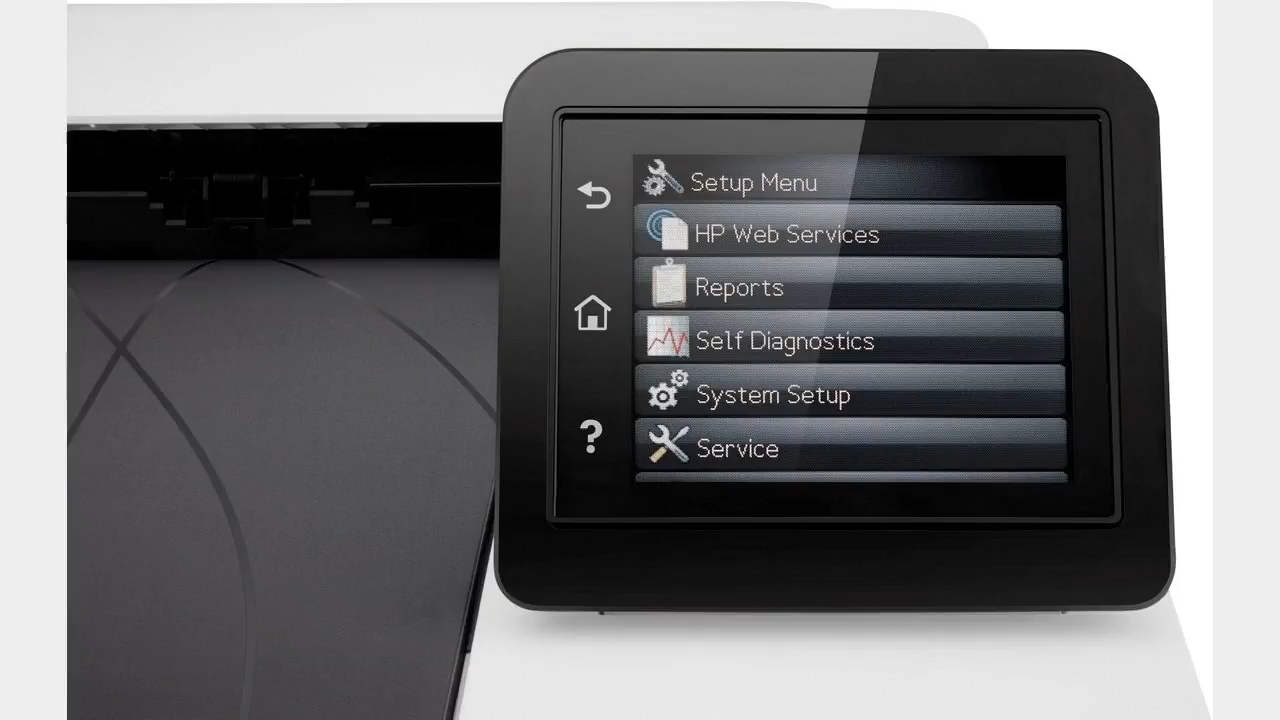 Setup Menu
HP Web Services
Reports
Self Diagnostics
System Setup
Service
?